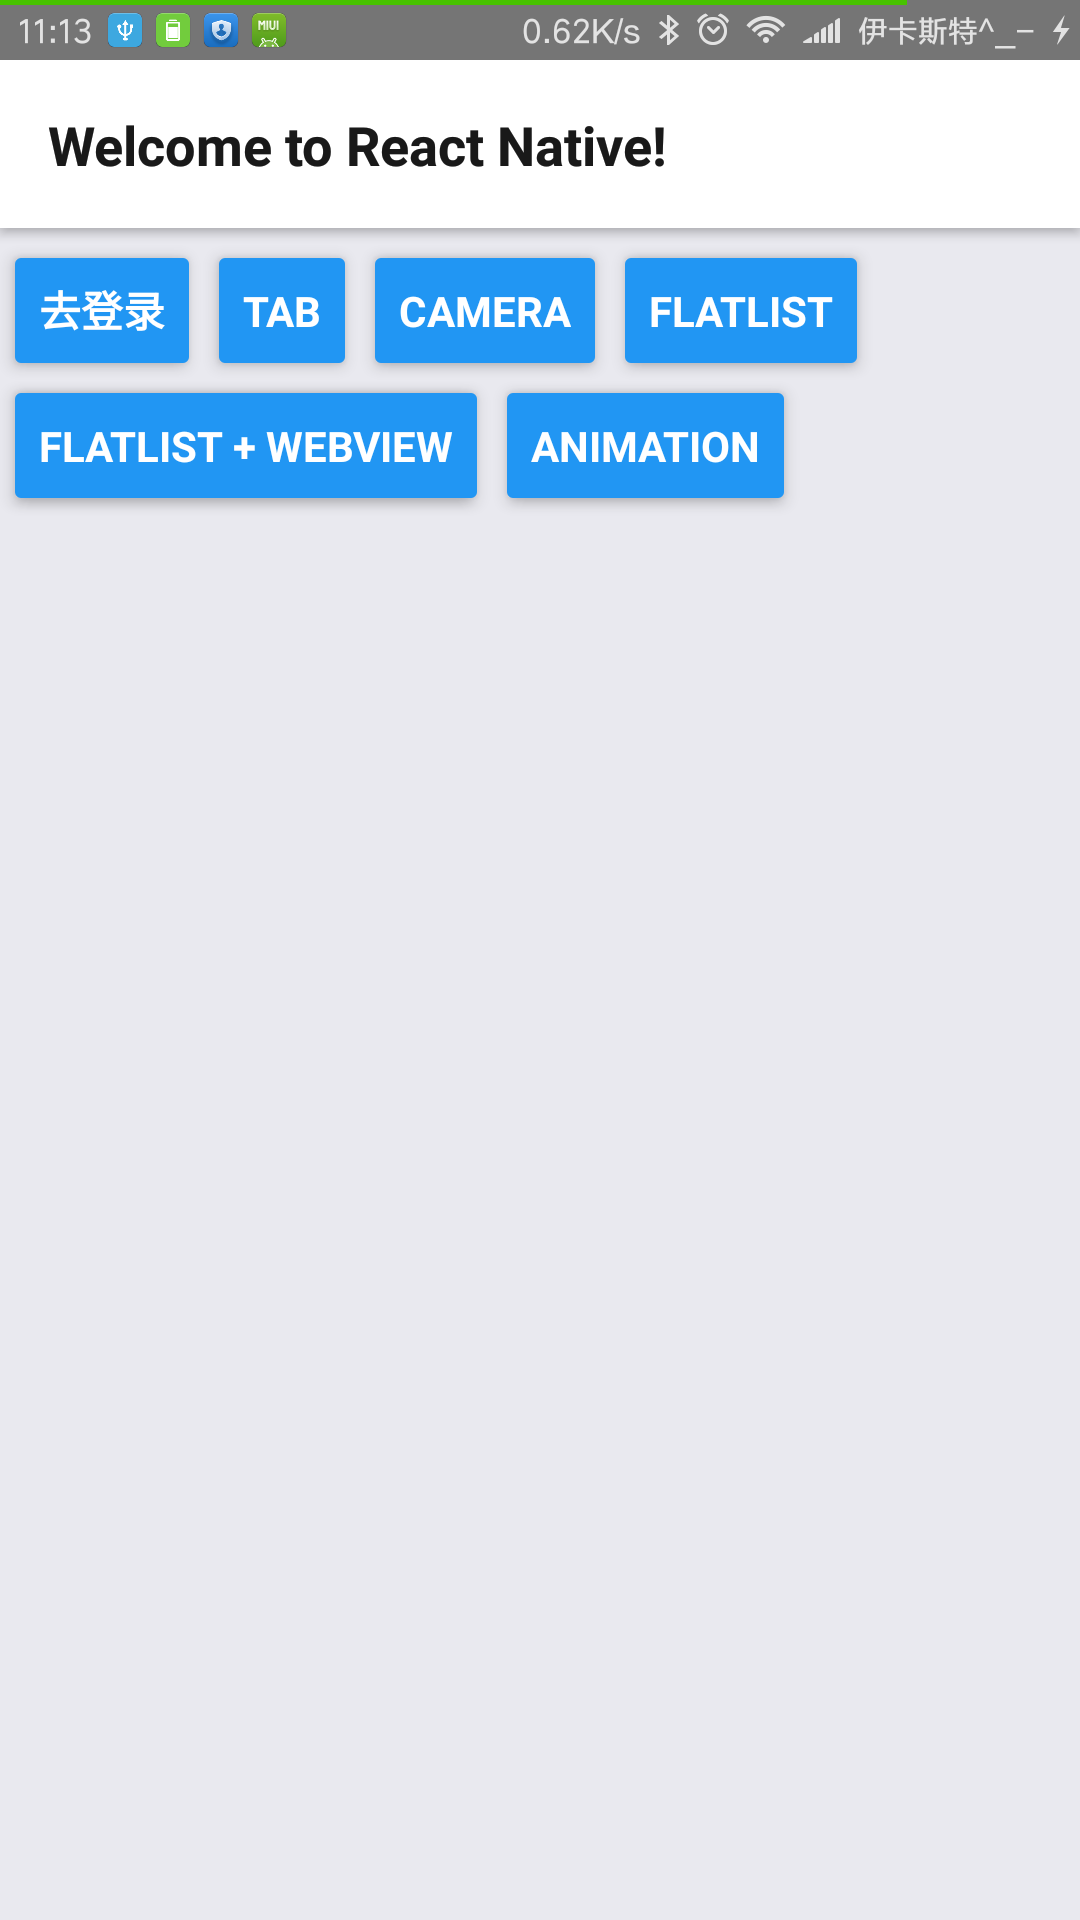 11:13 MIUI 0.62K/s 伊卡斯特^_−
Welcome to React Native!
去登录 TAB CAMERA FLATLIST
FLATLIST + WEBVIEW ANIMATION